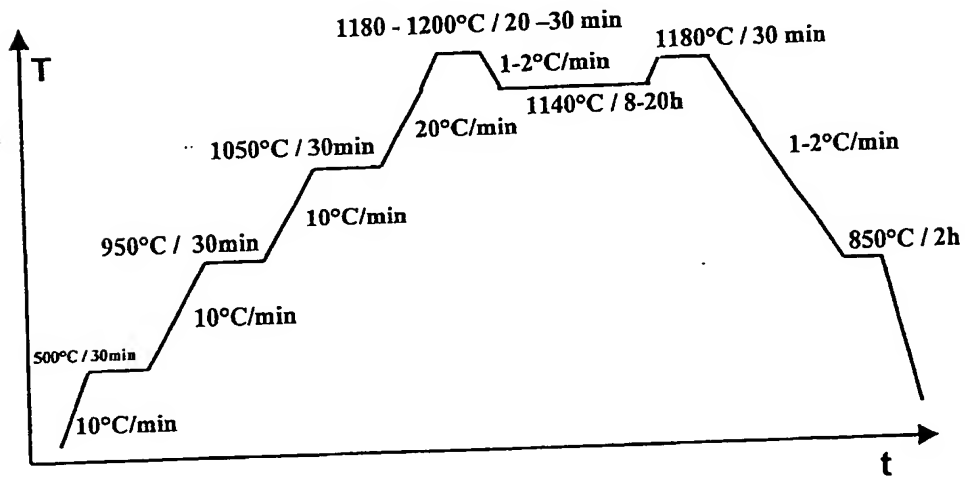 1180 - 1200°C / 20 –30 min
1180°C / 30 min
T
1-2°C/min
1140°C / 8-20h
20°C/min
1050°C / 30min
1-2°C/min
10°C/min
950°C / 30min
850°C / 2h
10°C/min
500°C / 30min
10°C/min
t